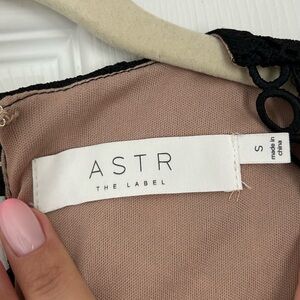 ASTR
THE LABEL
S
made in
china